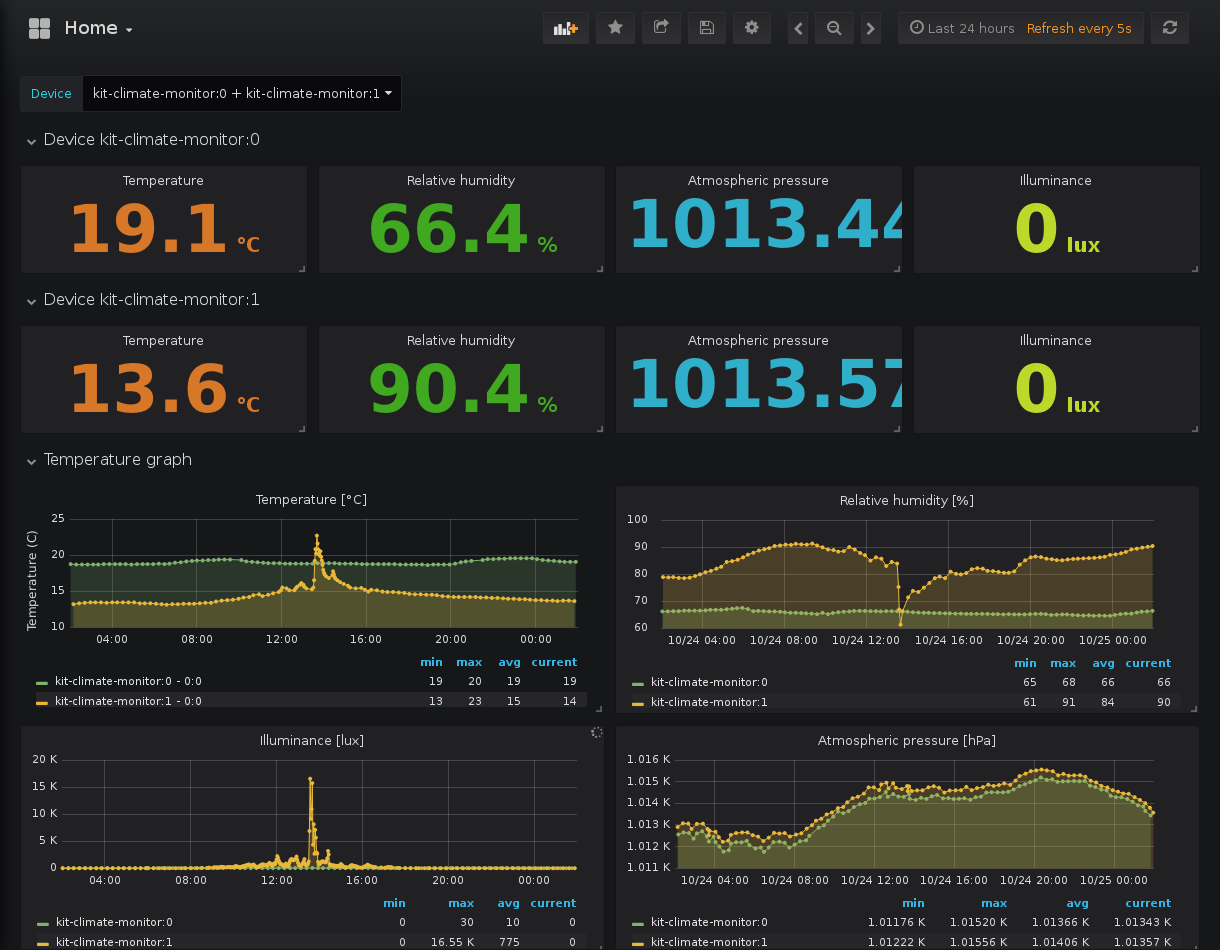 Home
Last 24 hours Refresh every 5s
Device kit-climate-monitor:0 + kit-climate-monitor:1
Device kit-climate-monitor:0
Temperature Relative humidity Atmospheric pressure Illuminance
19.1 °C 66.4 % 1013.44 0 lux
Device kit-climate-monitor:1
Temperature Relative humidity Atmospheric pressure Illuminance
13.6 °C 90.4 % 1013.57 0 lux
Temperature graph
Temperature [°C]
Temperature (C)
25
20
15
10
04:00 08:00 12:00 16:00 20:00 00:00
min max avg current
kit-climate-monitor:0 - 0:0 19 20 19 19
kit-climate-monitor:1 - 0:0 13 23 15 14
Relative humidity [%]
100
90
80
70
60
10/24 04:00 10/24 08:00 10/24 12:00 10/24 16:00 10/24 20:00 10/25 00:00
min max avg current
kit-climate-monitor:0 65 68 66 66
kit-climate-monitor:1 61 91 84 90
Illuminance [lux]
20 K
15 K
10 K
5 K
0
04:00 08:00 12:00 16:00 20:00 00:00
min max avg current
kit-climate-monitor:0 0 30 10 0
kit-climate-monitor:1 0 16.55 K 775 0
Atmospheric pressure [hPa]
1.016 K
1.015 K
1.014 K
1.013 K
1.012 K
1.011 K
10/24 04:00 10/24 08:00 10/24 12:00 10/24 16:00 10/24 20:00 10/25 00:00
min max avg current
kit-climate-monitor:0 1.01176 K 1.01520 K 1.01366 K 1.01343 K
kit-climate-monitor:1 1.01222 K 1.01556 K 1.01406 K 1.01357 K